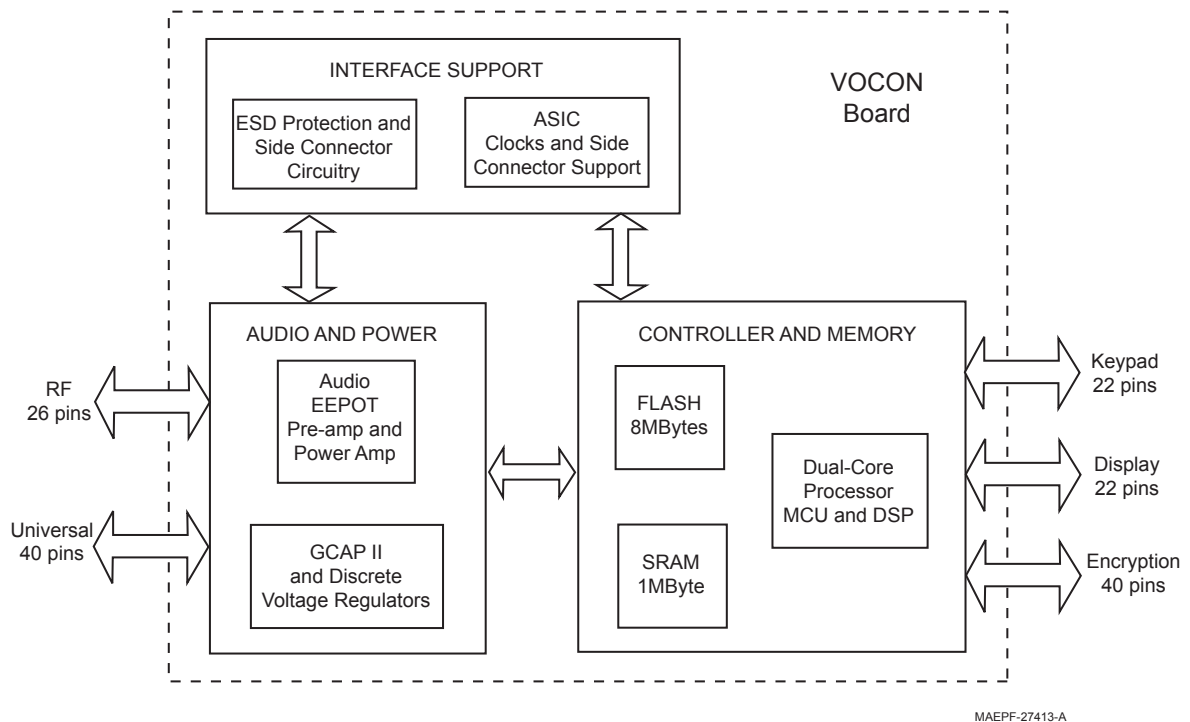 INTERFACE SUPPORT
ESD Protection and
Side Connector
Circuitry
ASIC
Clocks and Side
Connector Support
VOCON
Board
AUDIO AND POWER
Audio
EEPOT
Pre-amp and
Power Amp
GCAP II
and Discrete
Voltage Regulators
CONTROLLER AND MEMORY
FLASH
8MBytes
SRAM
1MByte
Dual-Core
Processor
MCU and DSP
RF
26 pins
Universal
40 pins
Keypad
22 pins
Display
22 pins
Encryption
40 pins
MAEPF-27413-A